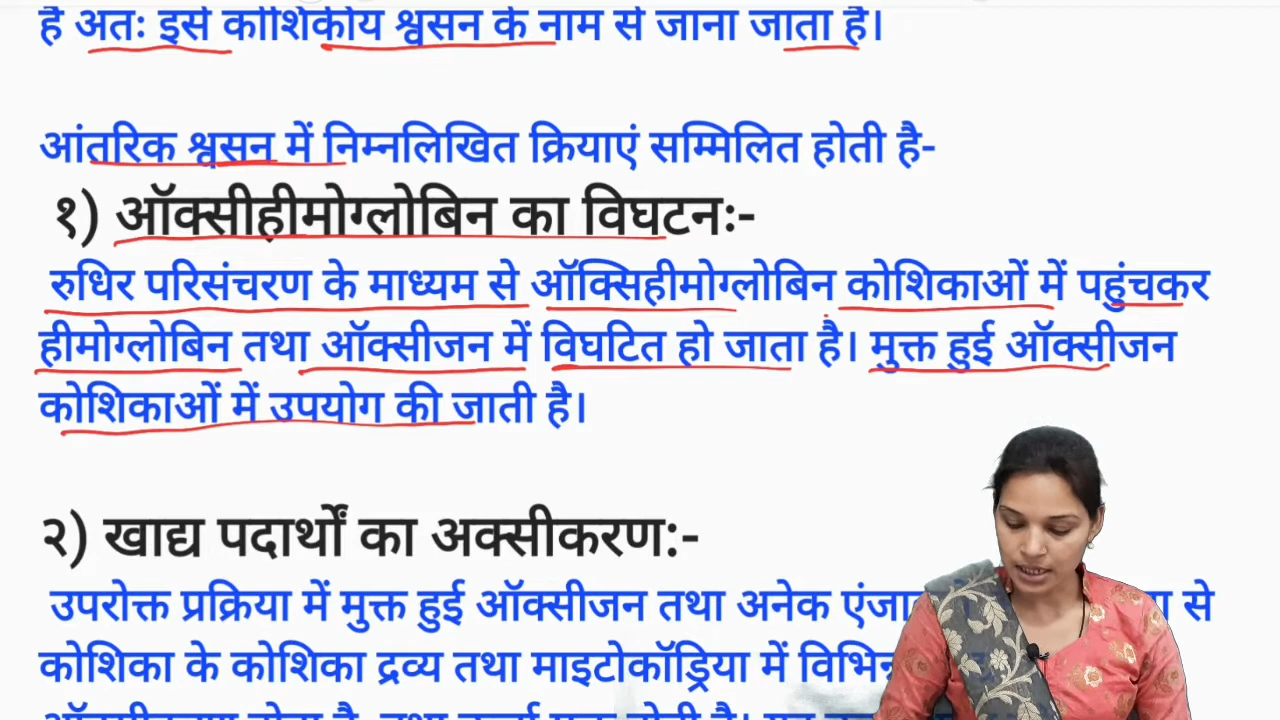 है अतः इसे कोशिकीय श्वसन के नाम से जाना जाता है।
आंतरिक श्वसन में निम्नलिखित क्रियाएं सम्मिलित होती है-
१) ऑक्सीहीमोग्लोबिन का विघटनः-
रुधिर परिसंचरण के माध्यम से ऑक्सिहीमोग्लोबिन कोशिकाओं में पहुंचकर
हीमोग्लोबिन तथा ऑक्सीजन में विघटित हो जाता है। मुक्त हुई ऑक्सीजन
कोशिकाओं में उपयोग की जाती है।
२) खाद्य पदार्थों का अक्सीकरण:-
उपरोक्त प्रक्रिया में मुक्त हुई ऑक्सीजन तथा अनेक से
कोशिका के कोशिका द्रव्य तथा माइटोकॉड्रिया में